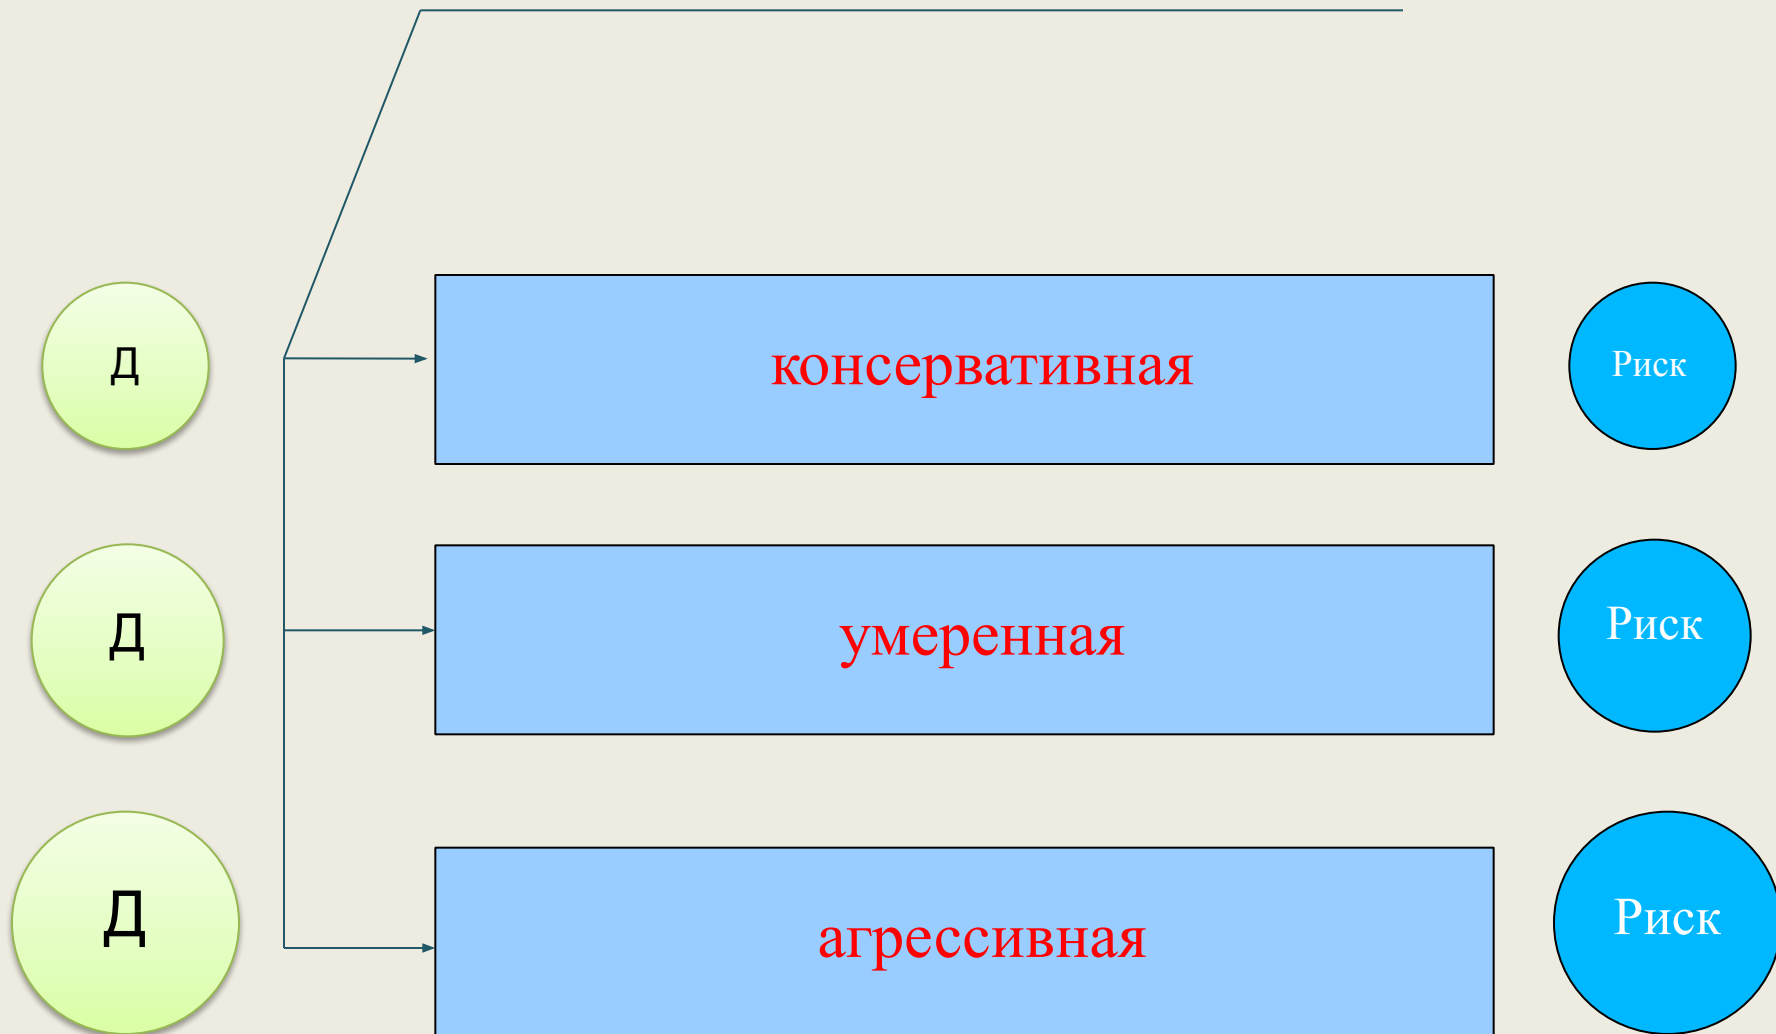 Д
консервативная
Риск
Д
умеренная
Риск
Д
агрессивная
Риск